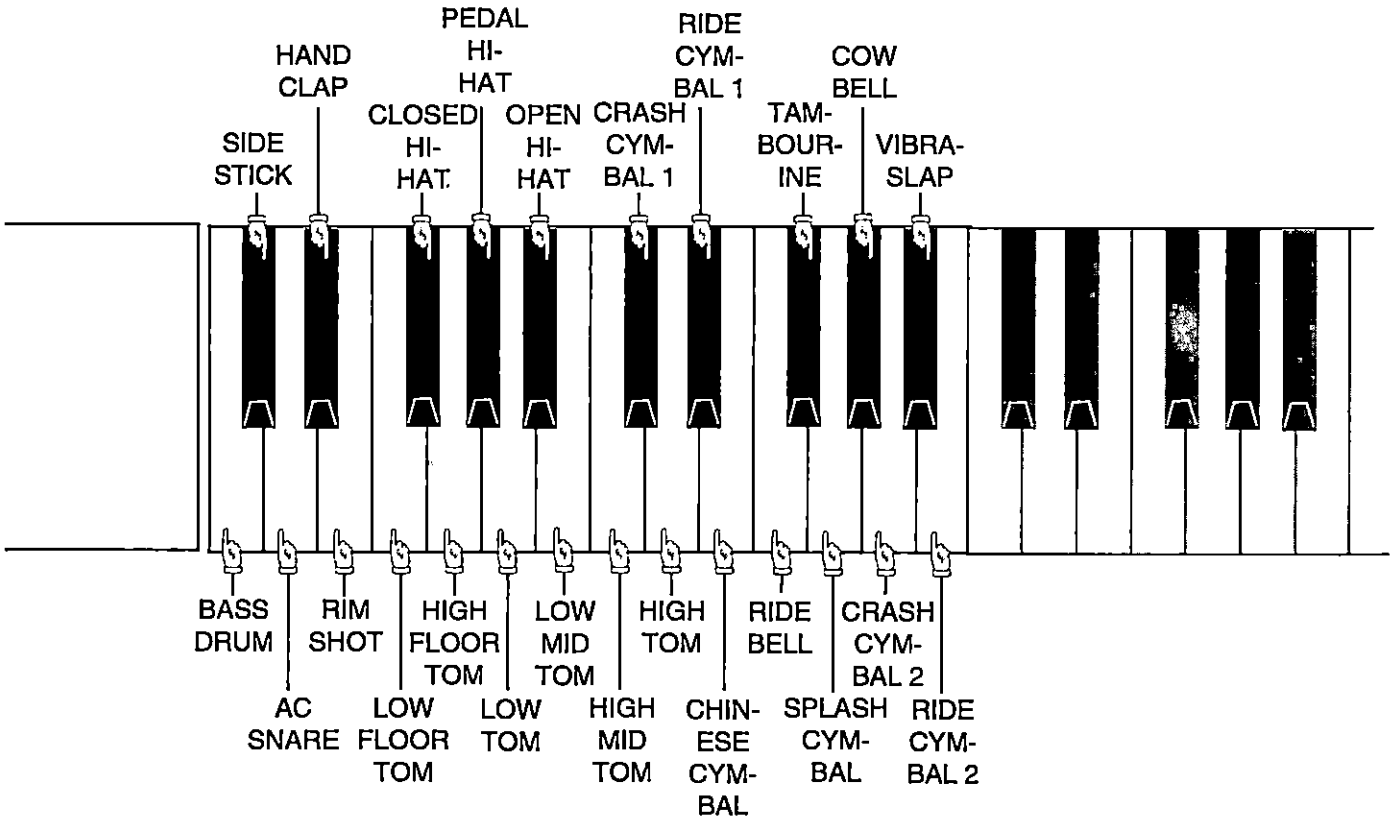 SIDE
STICK
HAND
CLAP
CLOSED
HI-
HAT.
PEDAL
HI-
HAT
OPEN
HI-
HAT
CRASH
CYM-
BAL 1
RIDE
CYM-
BAL 1
TAM-
BOUR-
INE
COW
BELL
VIBRA-
SLAP
BASS
DRUM
AC
SNARE
RIM
SHOT
LOW
FLOOR
TOM
HIGH
FLOOR
TOM
LOW
TOM
LOW
MID
TOM
HIGH
MID
TOM
HIGH
TOM
CHIN-
ESE
CYM-
BAL
RIDE
BELL
SPLASH
CYM-
BAL
CRASH
CYM-
BAL 2
RIDE
CYM-
BAL 2